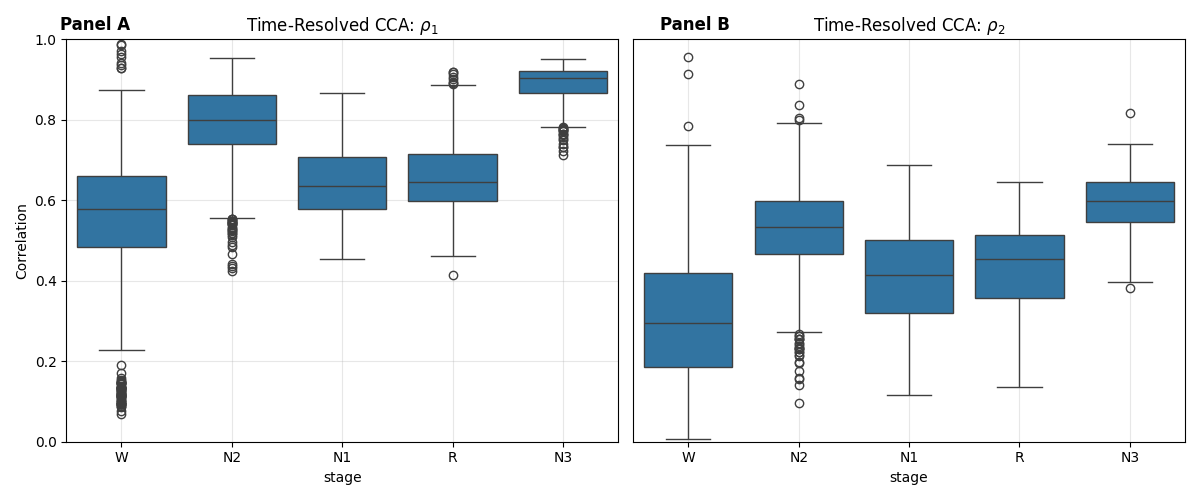 Panel A
Time-Resolved CCA: ρ₁
Panel B
Time-Resolved CCA: ρ₂
Correlation
1.0
0.8
0.6
0.4
0.2
0.0
W N2 N1 R N3
stage
W N2 N1 R N3
stage